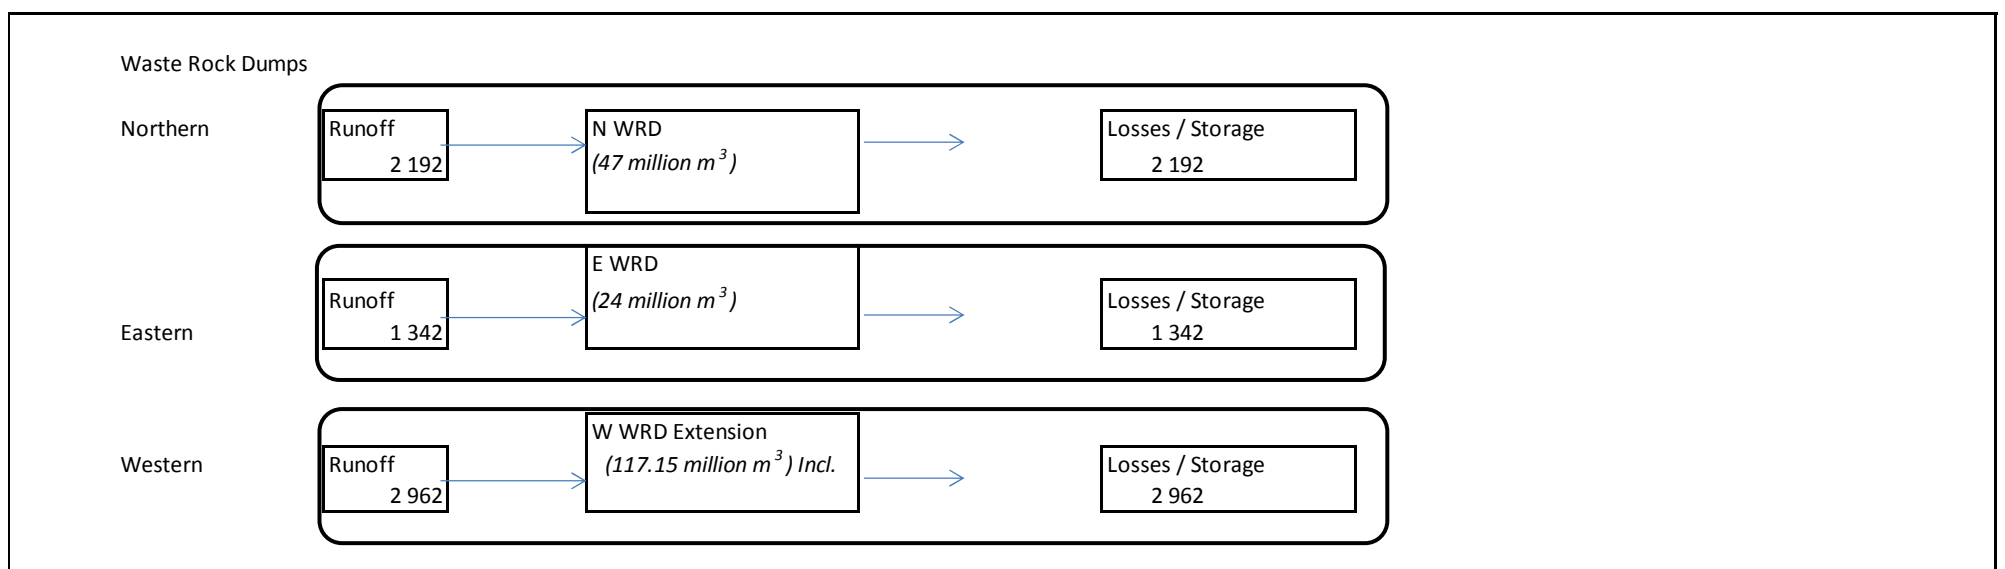 Waste Rock Dumps
Northern
Runoff
2 192
N WRD
(47 million m³)
Losses / Storage
2 192
Eastern
Runoff
1 342
E WRD
(24 million m³)
Losses / Storage
1 342
Western
Runoff
2 962
W WRD Extension
(117.15 million m³) Incl.
Losses / Storage
2 962